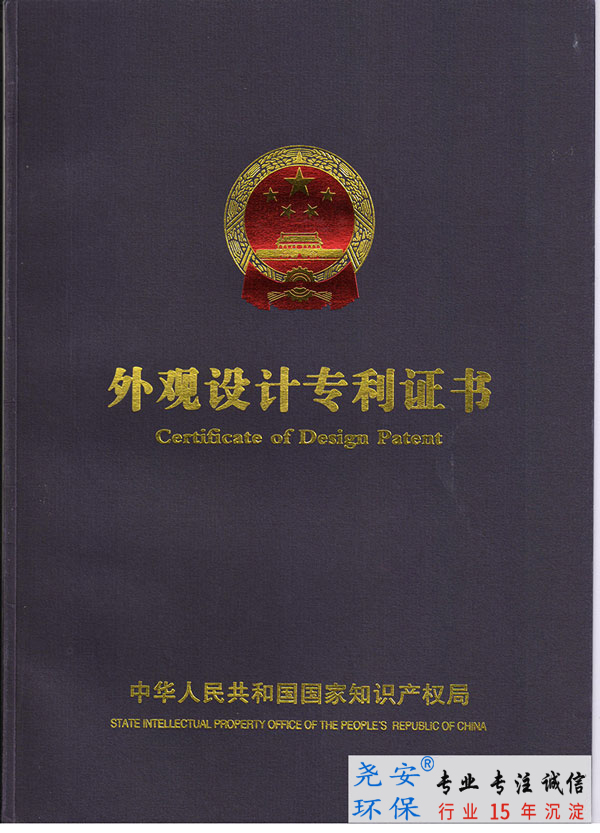 外观设计专利证书
Certificate of Design Patent
中华人民共和国国家知识产权局
STATE INTELLECTUAL PROPERTY OFFICE OF THE PEOPLE'S REPUBLIC OF CHINA
尧安®
环保
专业 专注 诚信
行业 15 年沉淀